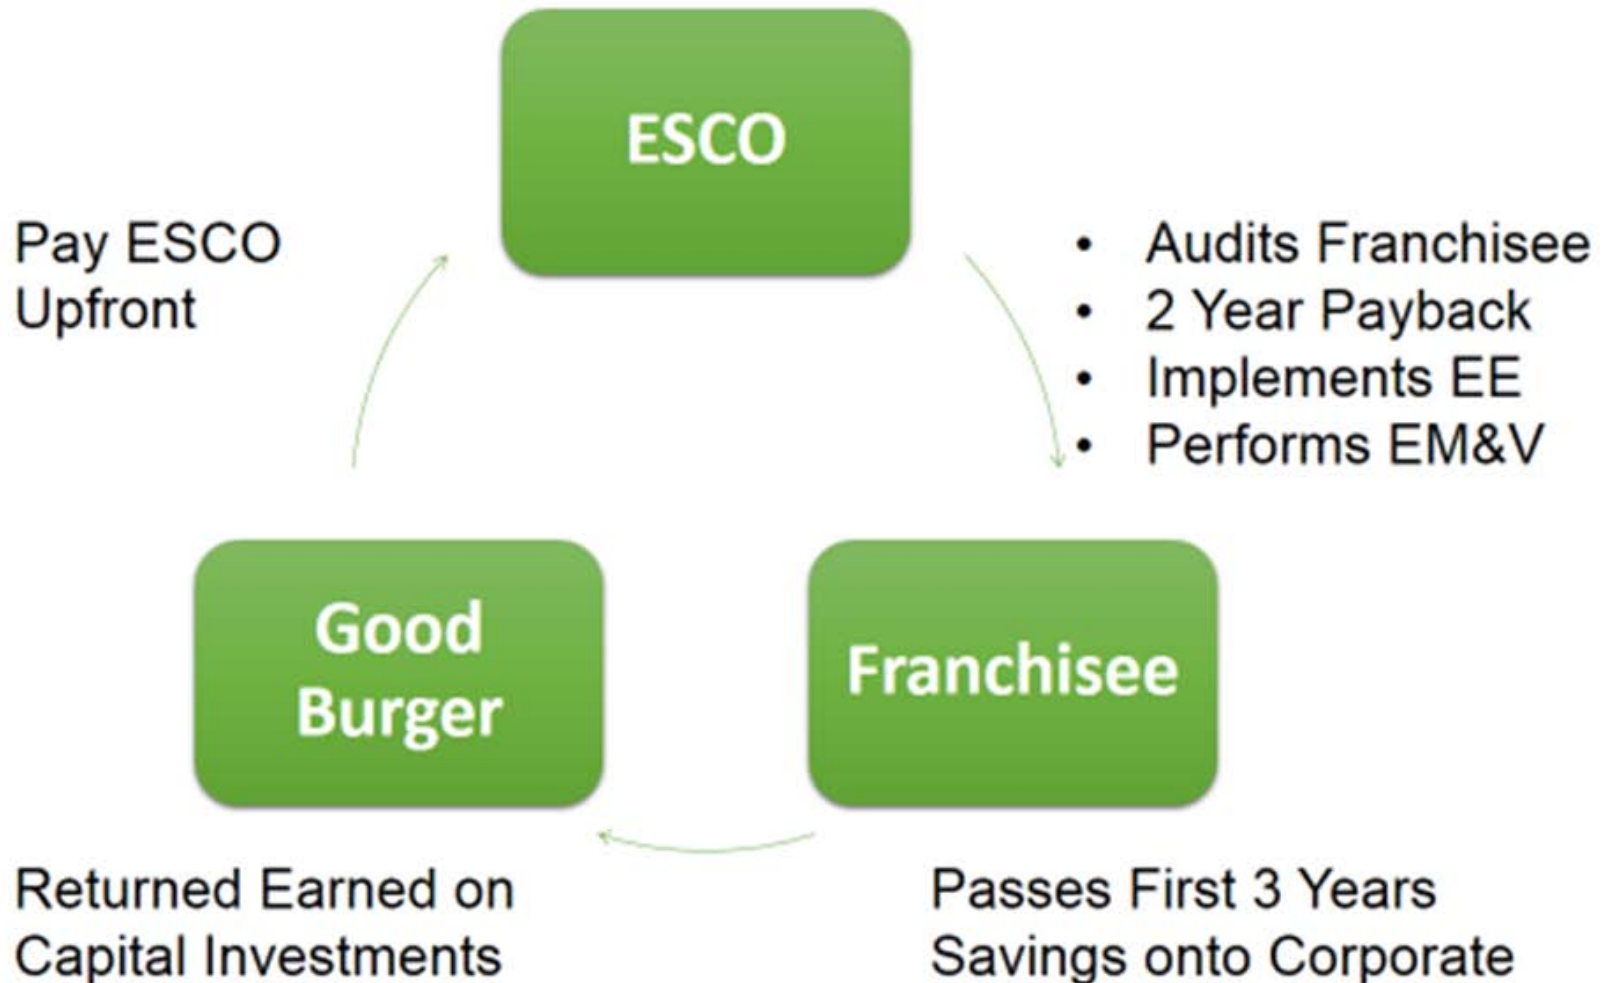 ESCO
Pay ESCO
Upfront
• Audits Franchisee
• 2 Year Payback
• Implements EE
• Performs EM&V
Good
Burger
Franchisee
Returned Earned on
Capital Investments
Passes First 3 Years
Savings onto Corporate